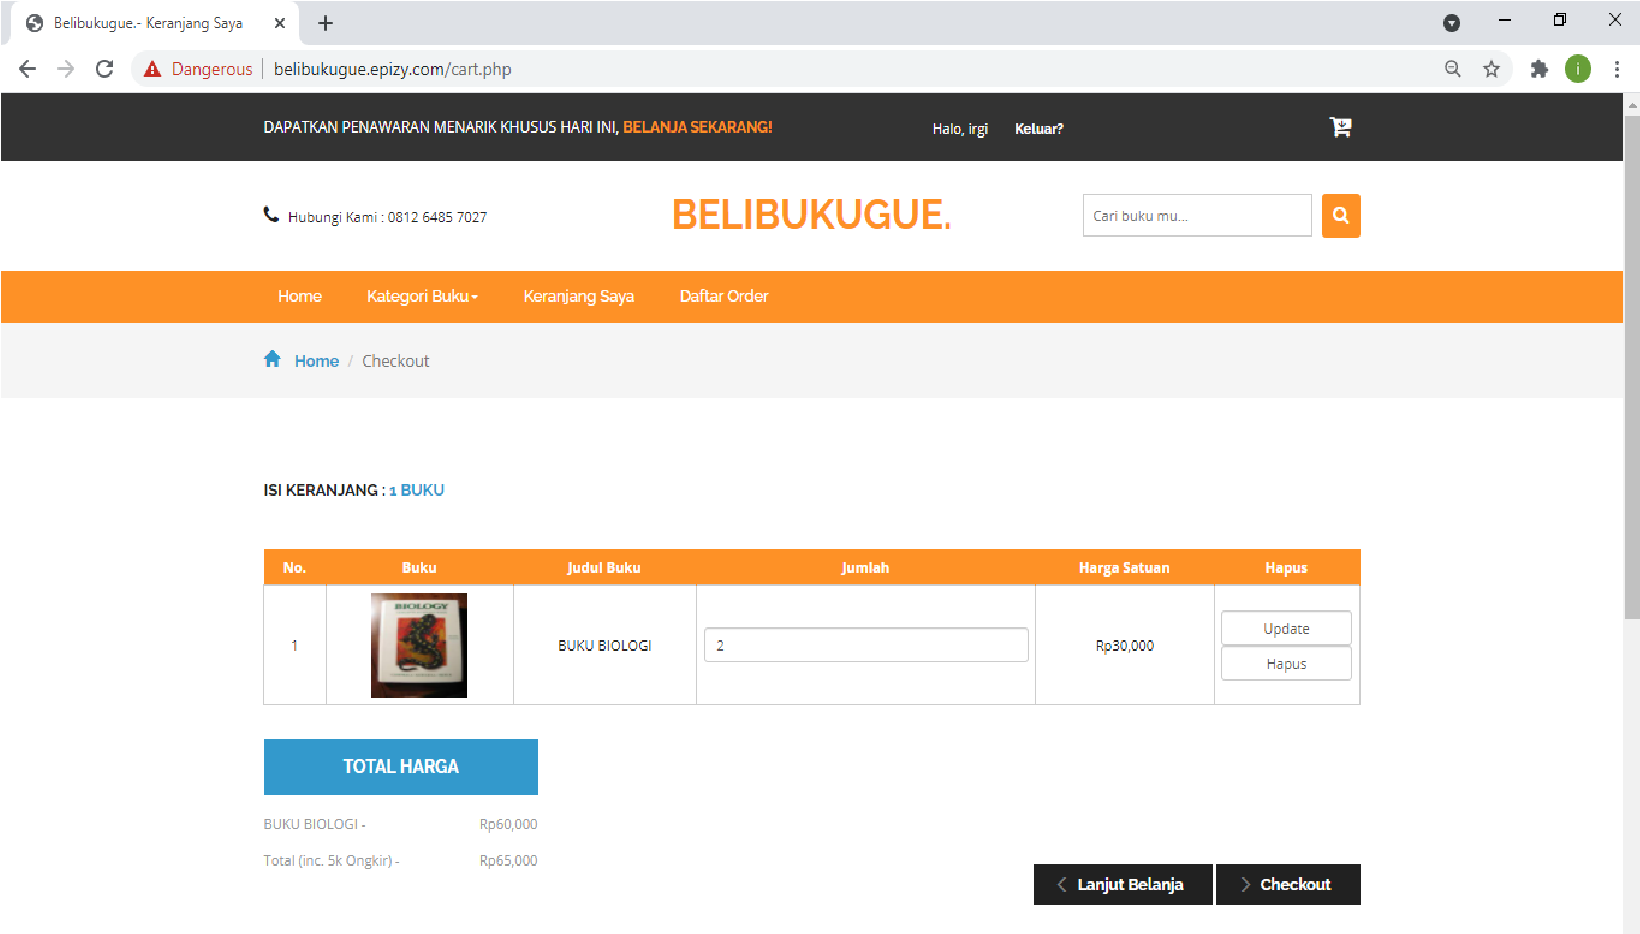 Belibukugue.- Keranjang Saya
Dangerous belibukugue.epizy.com/cart.php
i
DAPATKAN PENAWARAN MENARIK KHUSUS HARI INI, BELANJA SEKARANG!
Halo, irgi Keluar?
Hubungi Kami : 0812 6485 7027
BELIBUKUGUE.
Cari buku mu...
Home Kategori Buku Keranjang Saya Daftar Order
Home / Checkout
ISI KERANJANG : 1 BUKU
No. Buku Judul Buku Jumlah Harga Satuan Hapus
1 BIOLOGY BUKU BIOLOGI 2 Rp30,000 Update
Hapus
TOTAL HARGA
BUKU BIOLOGI - Rp60,000
Total (inc. 5k Ongkir) - Rp65,000
Lanjut Belanja Checkout